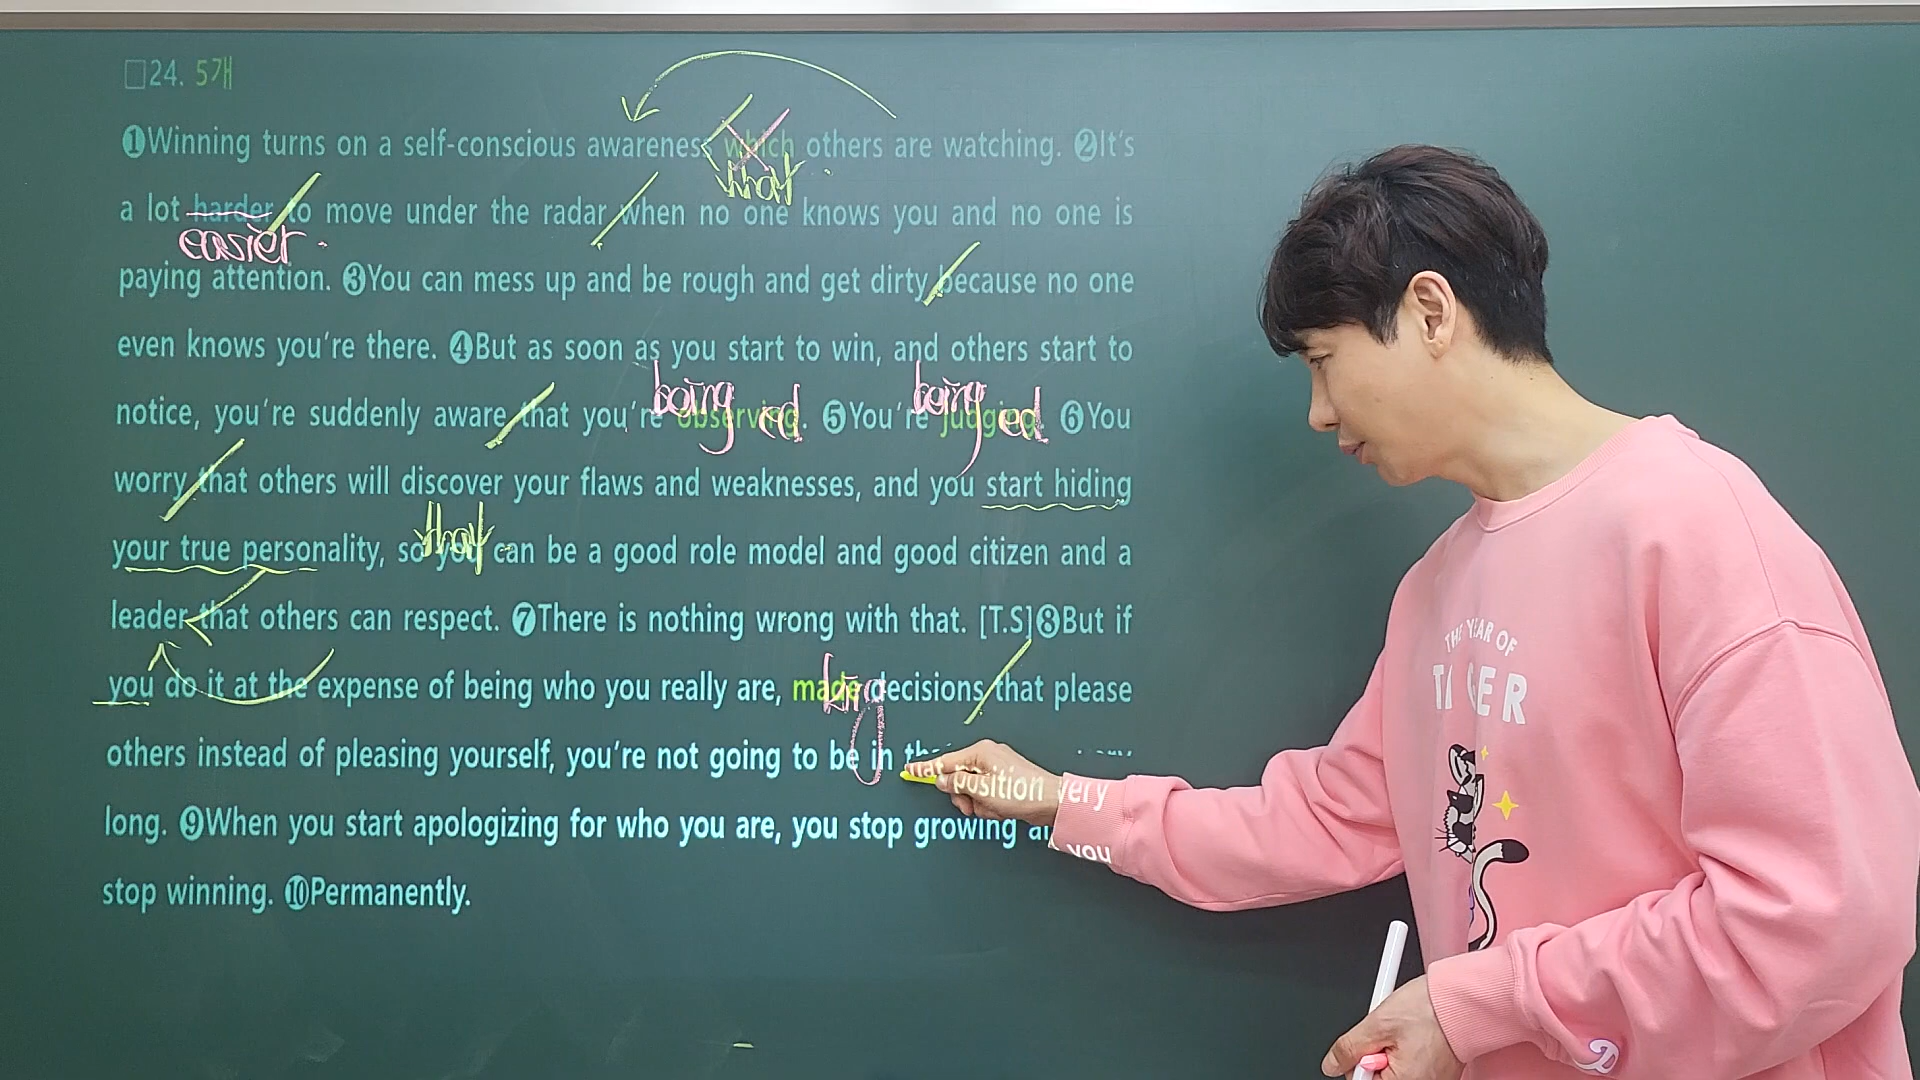 □24. 5개
❶Winning turns on a self-conscious awareness which others are watching. ❷It's
that
a lot harder to move under the radar when no one knows you and no one is
easier
paying attention. ❸You can mess up and be rough and get dirty because no one
even knows you're there. ❹But as soon as you start to win, and others start to
being being
notice, you're suddenly aware that you're observing. ❺You're judging. ❻You
ed ed
worry that others will discover your flaws and weaknesses, and you start hiding
that
your true personality, so you can be a good role model and good citizen and a
leader that others can respect. ❼There is nothing wrong with that. [T.S]❽But if
you do it at the expense of being who you really are, made decisions that please
king
others instead of pleasing yourself, you're not going to be in that position very
long. ❾When you start apologizing for who you are, you stop growing you
stop winning. ❿Permanently.
THE YEAR OF